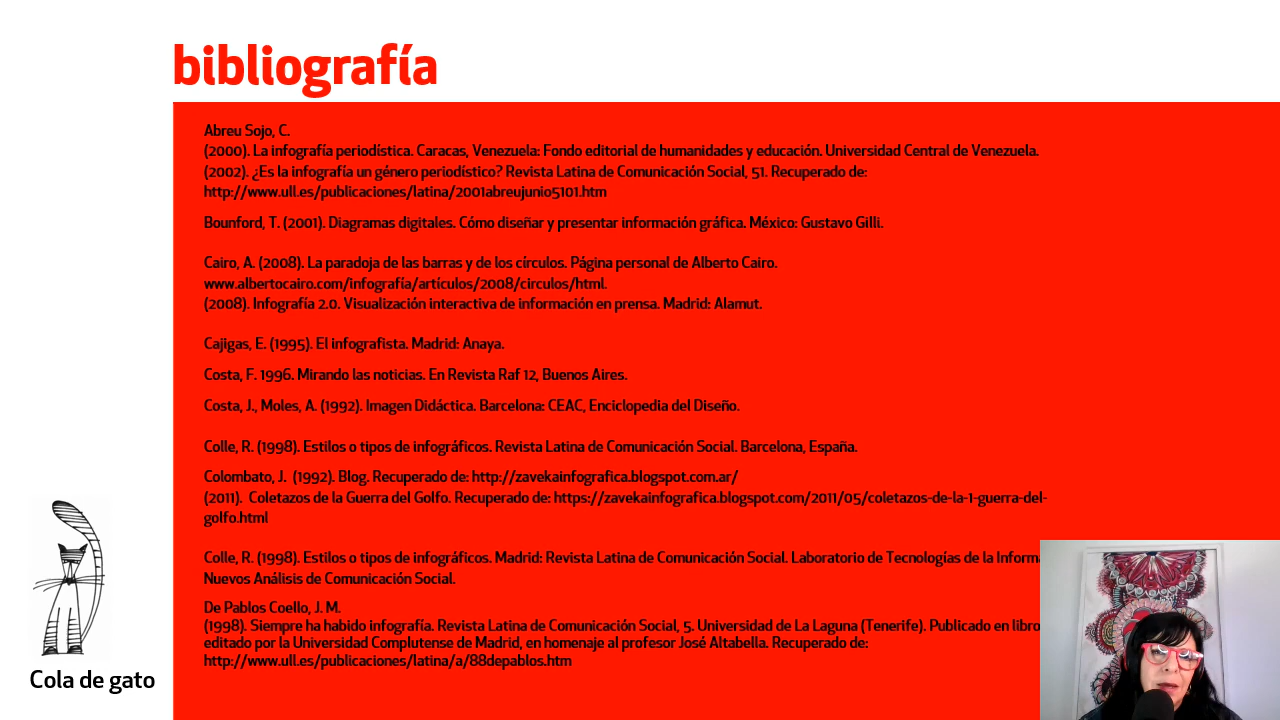 bibliografía
Abreu Sojo, C.
(2000). La infografía periodística. Caracas, Venezuela: Fondo editorial de humanidades y educación. Universidad Central de Venezuela.
(2002). ¿Es la infografía un género periodístico? Revista Latina de Comunicación Social, 51. Recuperado de:
http://www.ull.es/publicaciones/latina/2001abreujunio5101.htm
Bounford, T. (2001). Diagramas digitales. Cómo diseñar y presentar información gráfica. México: Gustavo Gilli.
Cairo, A. (2008). La paradoja de las barras y de los círculos. Página personal de Alberto Cairo.
www.albertocairo.com/infografía/artículos/2008/circulos/html.
(2008). Infografía 2.0. Visualización interactiva de información en prensa. Madrid: Alamut.
Cajigas, E. (1995). El infografista. Madrid: Anaya.
Costa, F. 1996. Mirando las noticias. En Revista Raf 12, Buenos Aires.
Costa, J., Moles, A. (1992). Imagen Didáctica. Barcelona: CEAC, Enciclopedia del Diseño.
Colle, R. (1998). Estilos o tipos de infográficos. Revista Latina de Comunicación Social. Barcelona, España.
Colombato, J. (1992). Blog. Recuperado de: http://zavekainfografica.blogspot.com.ar/
(2011). Coletazos de la Guerra del Golfo. Recuperado de: https://zavekainfografica.blogspot.com/2011/05/coletazos-de-la-1-guerra-del-
golfo.html
Colle, R. (1998). Estilos o tipos de infográficos. Madrid: Revista Latina de Comunicación Social. Laboratorio de Tecnologías de la
Nuevos Análisis de Comunicación Social.
De Pablos Coello, J. M.
(1998). Siempre ha habido infografía. Revista Latina de Comunicación Social, 5. Universidad de La Laguna (Tenerife). Publicado en libro
editado por la Universidad Complutense de Madrid, en homenaje al profesor José Altabella. Recuperado de:
http://www.ull.es/publicaciones/latina/a/88depablos.htm
Cola de gato